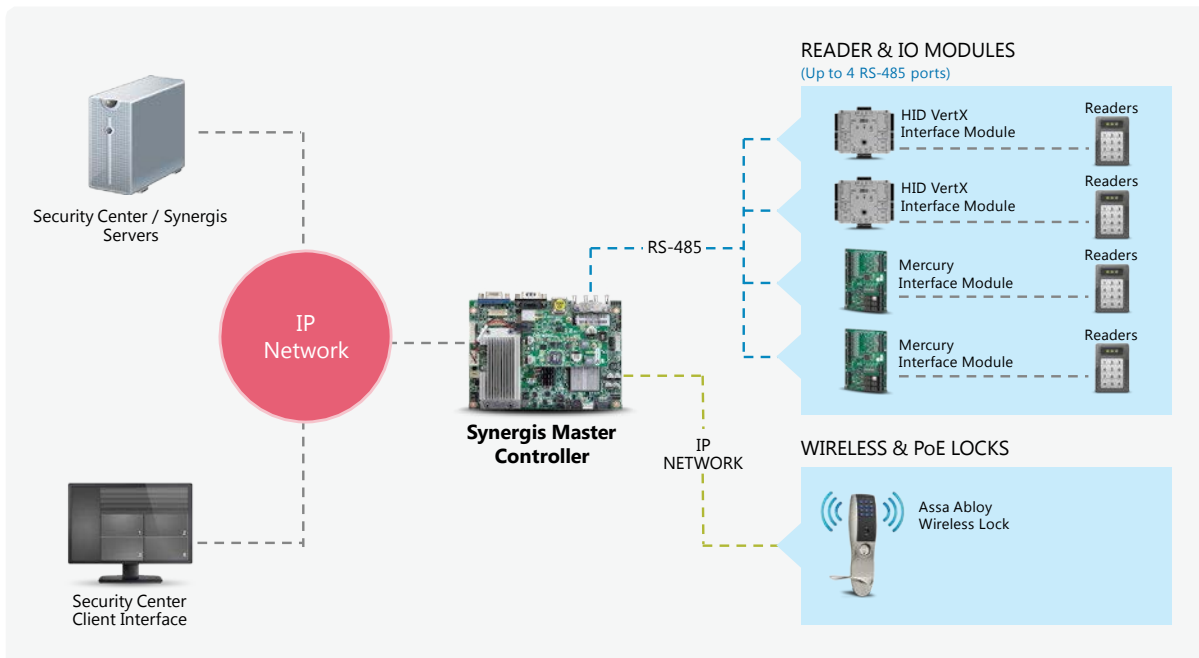 READER & IO MODULES
(Up to 4 RS-485 ports)
HID VertX
Interface Module
Readers
HID VertX
Interface Module
Readers
Mercury
Interface Module
Readers
Mercury
Interface Module
Readers
Security Center / Synergis
Servers
RS-485
IP
Network
Synergis Master
Controller
IP
NETWORK
WIRELESS & PoE LOCKS
Assa Abloy
Wireless Lock
Security Center
Client Interface